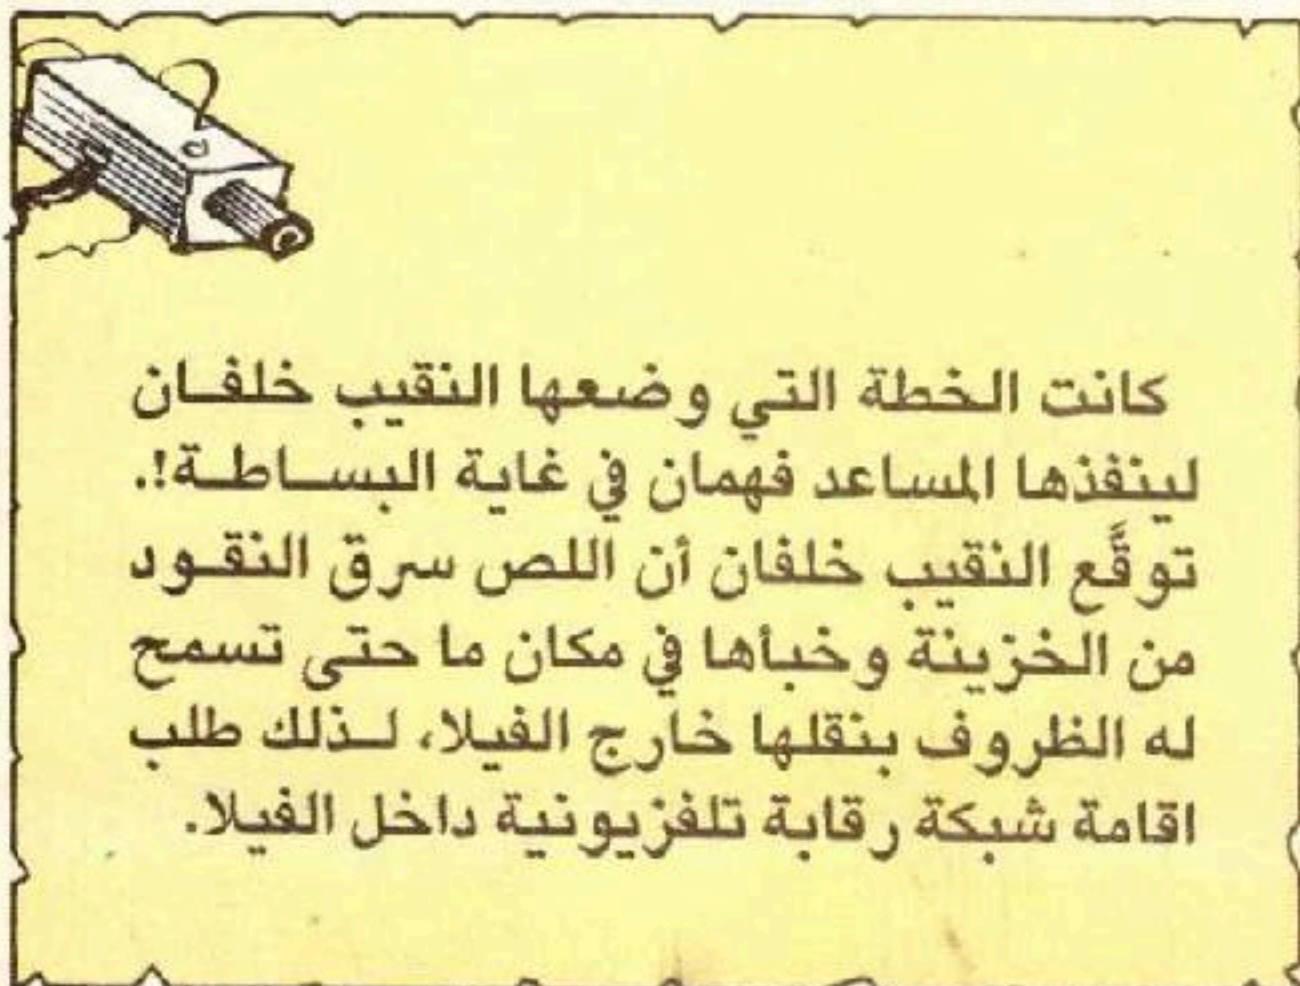 كانت الخطة التي وضعها النقيب خلفان
لينفذها المساعد فهمان في غاية البساطة!.
توقَّع النقيب خلفان أن اللص سرق النقود
من الخزينة وخبأها في مكان ما حتى تسمح
له الظروف بنقلها خارج الفيلا، لذلك طلب
اقامة شبكة رقابة تلفزيونية داخل الفيلا.